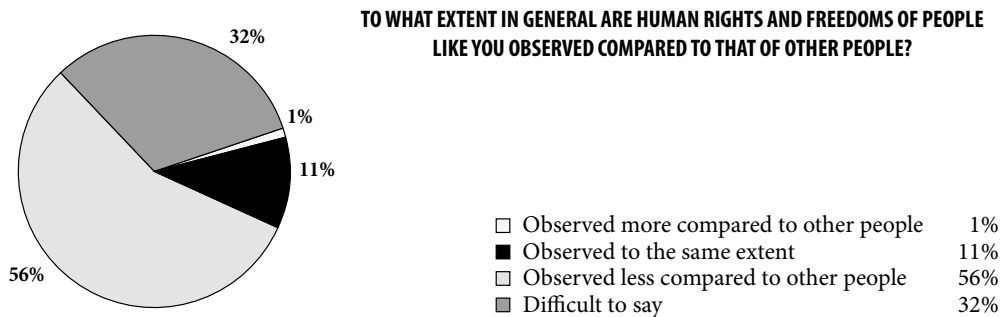 TO WHAT EXTENT IN GENERAL ARE HUMAN RIGHTS AND FREEDOMS OF PEOPLE
LIKE YOU OBSERVED COMPARED TO THAT OF OTHER PEOPLE?
32%
1%
11%
56%
Observed more compared to other people 1%
Observed to the same extent 11%
Observed less compared to other people 56%
Difficult to say 32%